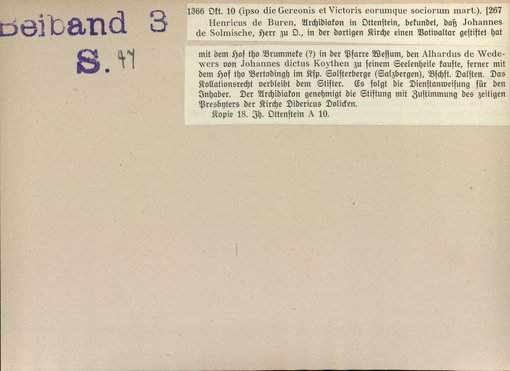 Beiband 3
S. 44
1366 Okt. 10 (ipso die Gereonis et Victoris eorumque sociorum mart.). [267
Henricus de Buren, Archidiakon in Ottenstein, bekundet, daß Johannes
de Solmische, Herr zu O., in der dortigen Kirche einen Votivaltar gestiftet hat
mit dem Hof tho Brummeke (?) in der Pfarre Wessum, den Alhardus de Wede-
wers von Johannes dictus Koythen zu seinem Seelenheile kaufte, ferner mit
dem Hof tho Bertodingh im Ksp. Solsterberge (Salzbergen), Bschft. Dalsten. Das
Kollationsrecht verbleibt dem Stifter. Es folgt die Dienstanweisung für den
Inhaber. Der Archidiakon genehmigt die Stiftung mit Zustimmung des zeitigen
Presbyters der Kirche Didericus Dolicken.
Kopie 18. Jh. Ottenstein A 10.